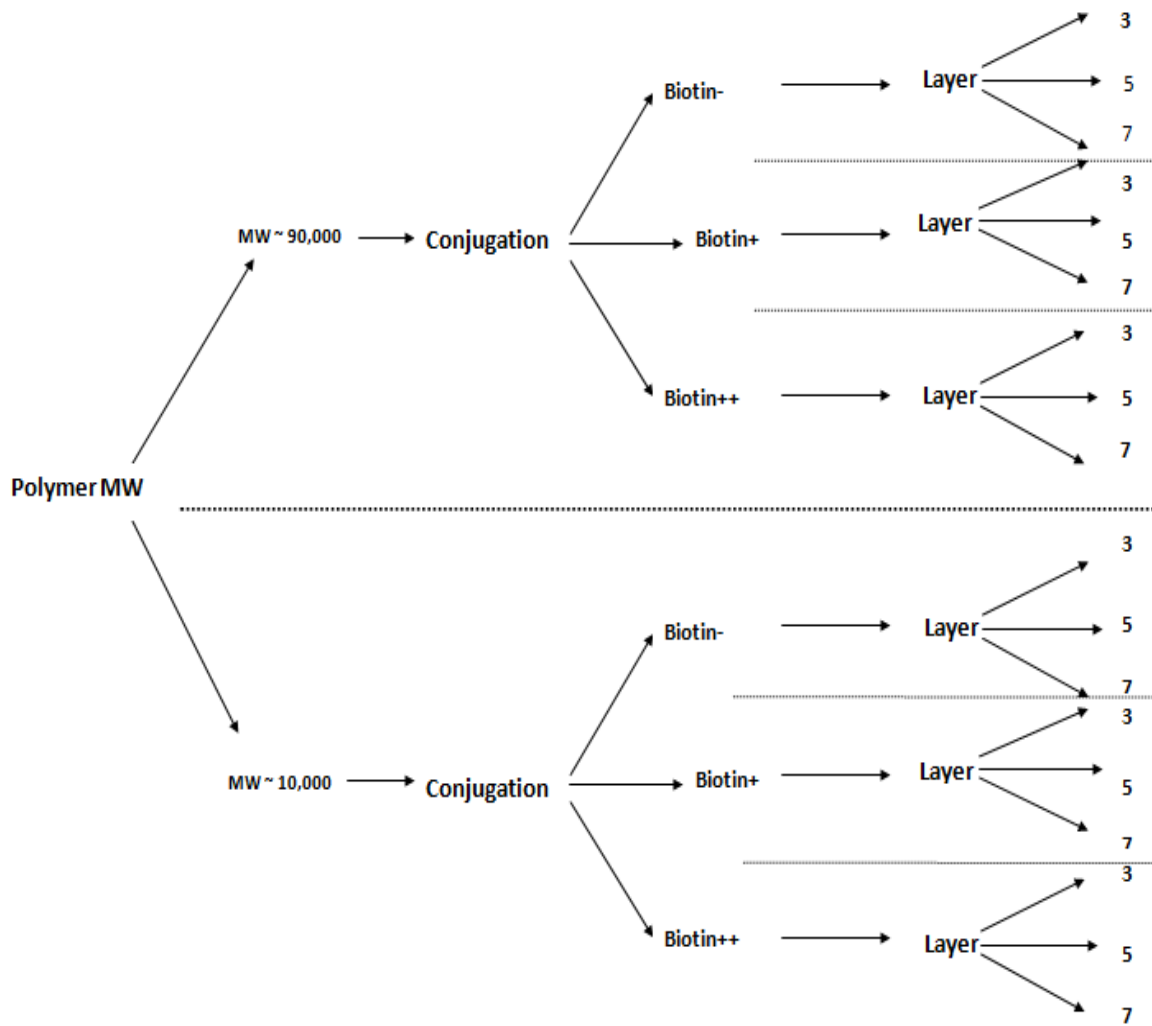 3
Biotin-
Layer
5
7
3
MW ~ 90,000
Conjugation
Biotin+
Layer
5
7
3
Biotin++
Layer
5
7
Polymer MW
3
Biotin-
Layer
5
7
3
MW ~ 10,000
Conjugation
Biotin+
Layer
5
7
3
Biotin++
Layer
5
7